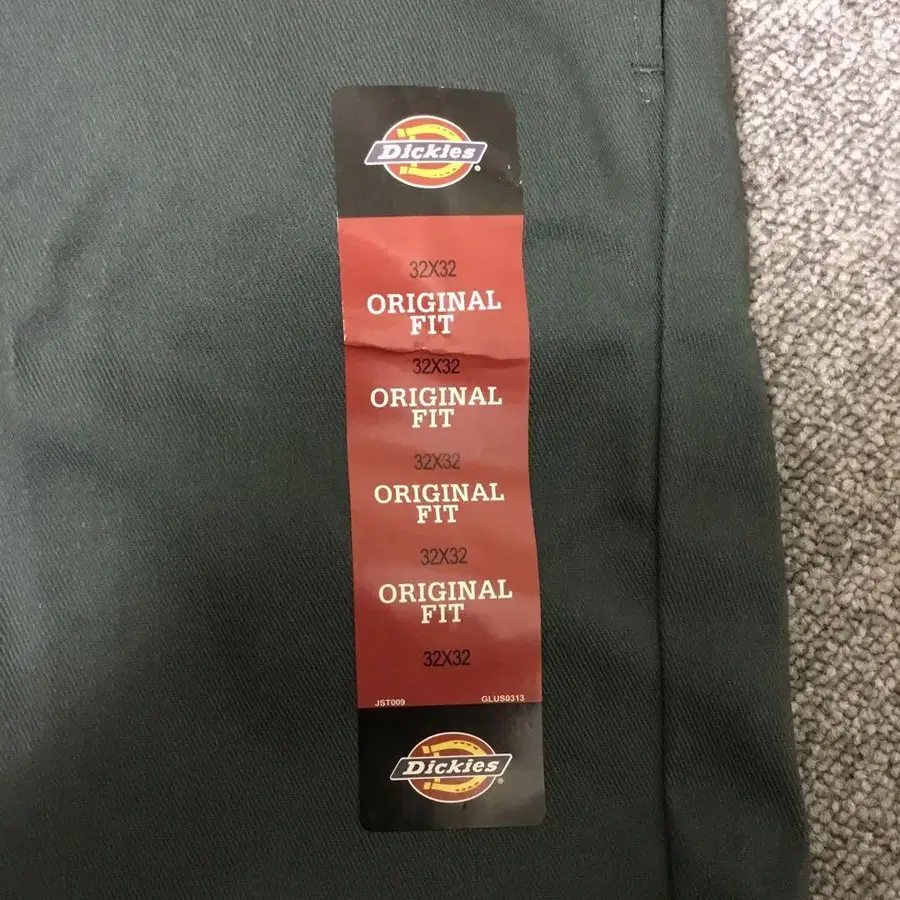 Dickies
32X32
ORIGINAL
FIT
32X32
ORIGINAL
FIT
32X32
ORIGINAL
FIT
32X32
ORIGINAL
FIT
32X32
JST009 GLUS0313
Dickies